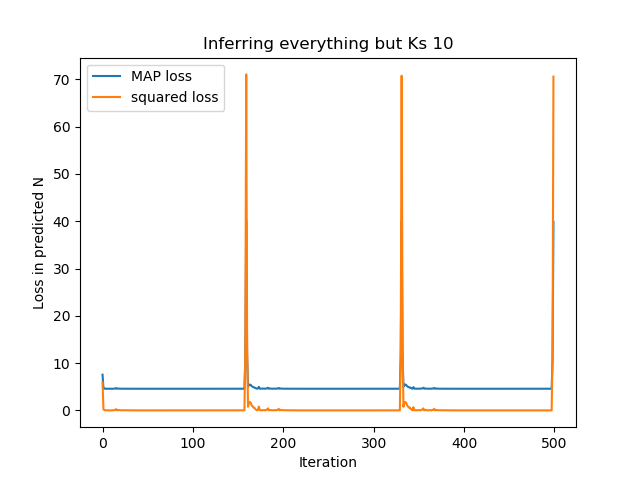 Inferring everything but Ks 10
MAP loss
squared loss
Loss in predicted N
70
60
50
40
30
20
10
0
0 100 200 300 400 500
Iteration